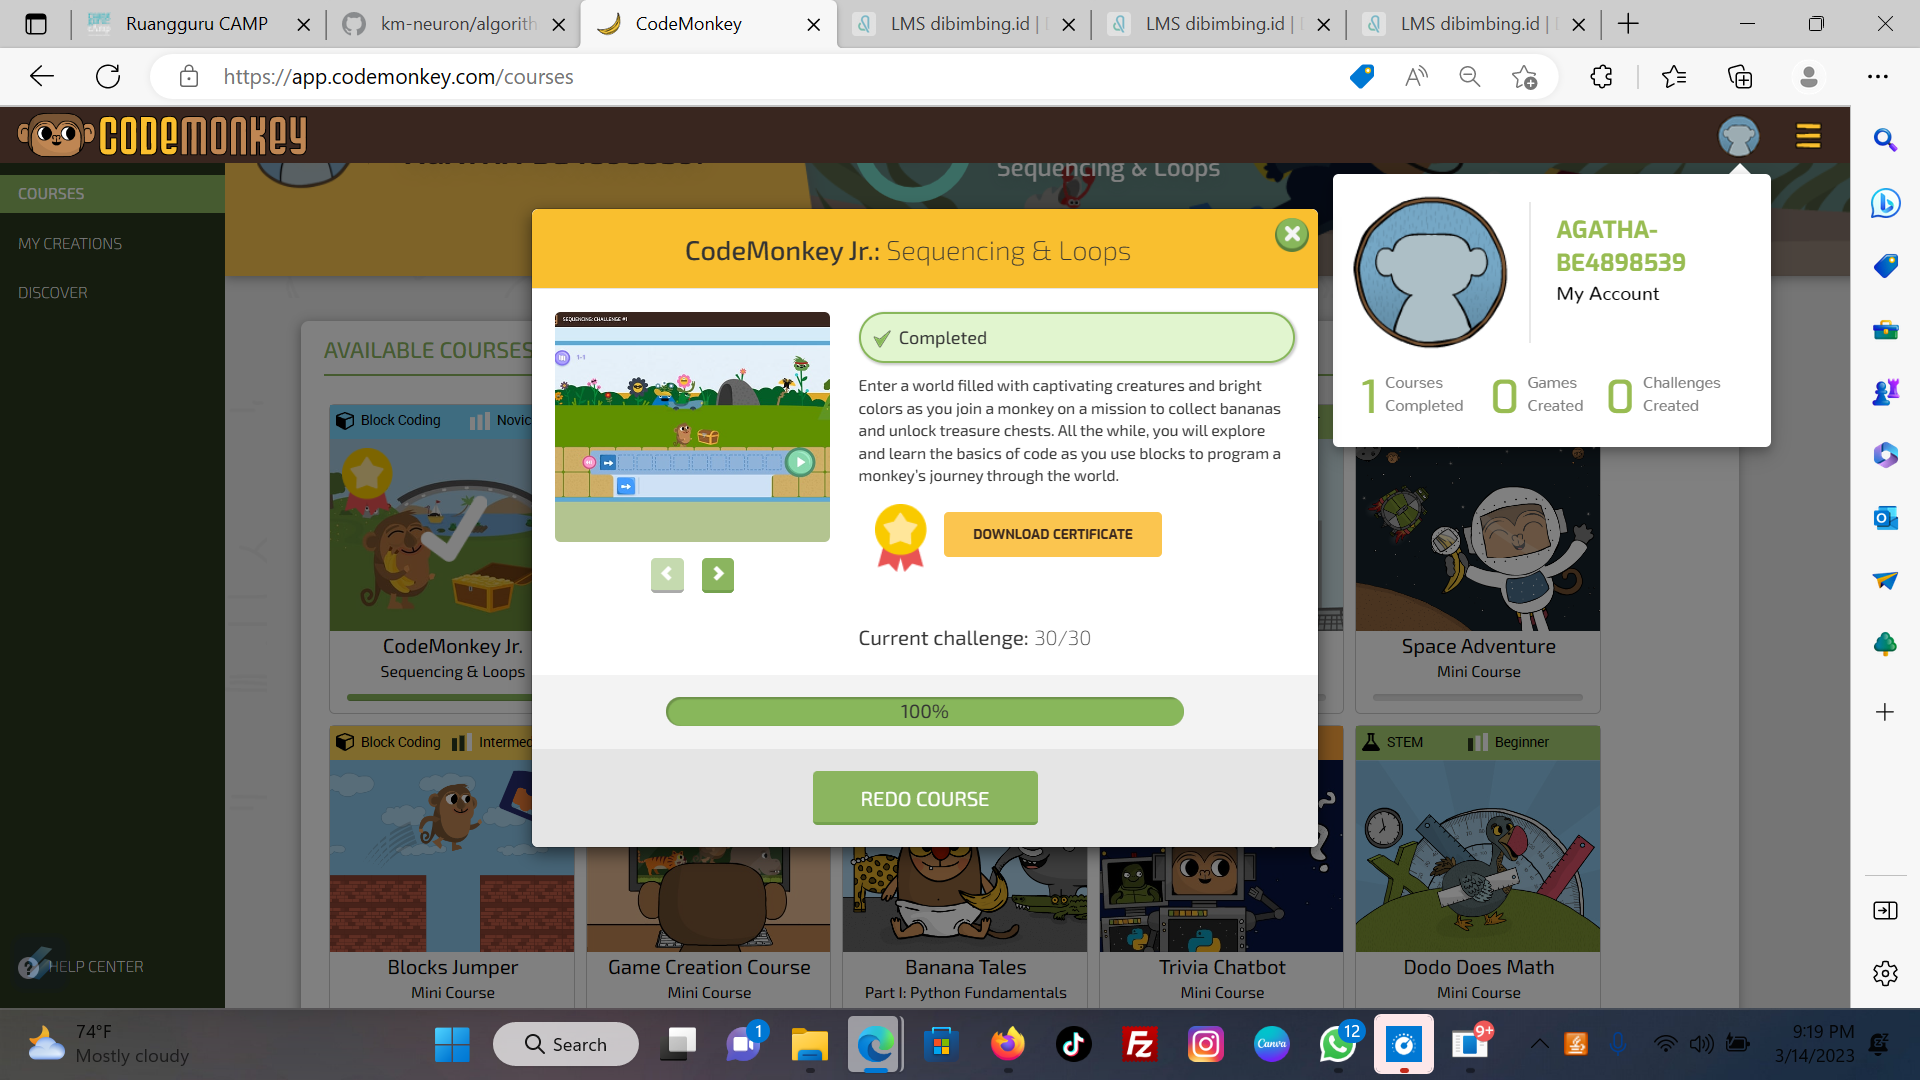 Ruangguru CAMP
km-neuron/algorith
CodeMonkey
LMS dibimbing.id |
LMS dibimbing.id |
LMS dibimbing.id |
https://app.codemonkey.com/courses
CODEMONKEY
COURSES
MY CREATIONS
DISCOVER
HELP CENTER
Sequencing & Loops
AGATHA-
BE4898539
My Account
1 Courses Completed
0 Games Created
0 Challenges Created
AVAILABLE COURSES
CodeMonkey Jr.: Sequencing & Loops
SEQUENCING: CHALLENGE #1
1-1
Completed
Enter a world filled with captivating creatures and bright
colors as you join a monkey on a mission to collect bananas
and unlock treasure chests. All the while, you will explore
and learn the basics of code as you use blocks to program a
monkey's journey through the world.
DOWNLOAD CERTIFICATE
Current challenge: 30/30
100%
REDO COURSE
Block Coding Novic
CodeMonkey Jr.
Sequencing & Loops
Space Adventure
Mini Course
Block Coding Intermed
STEM Beginner
Blocks Jumper
Mini Course
Game Creation Course
Mini Course
Banana Tales
Part I: Python Fundamentals
Trivia Chatbot
Mini Course
Dodo Does Math
Mini Course
74°F
Mostly cloudy
Search
1
Fz
Canva
12
9+
9:19 PM
3/14/2023